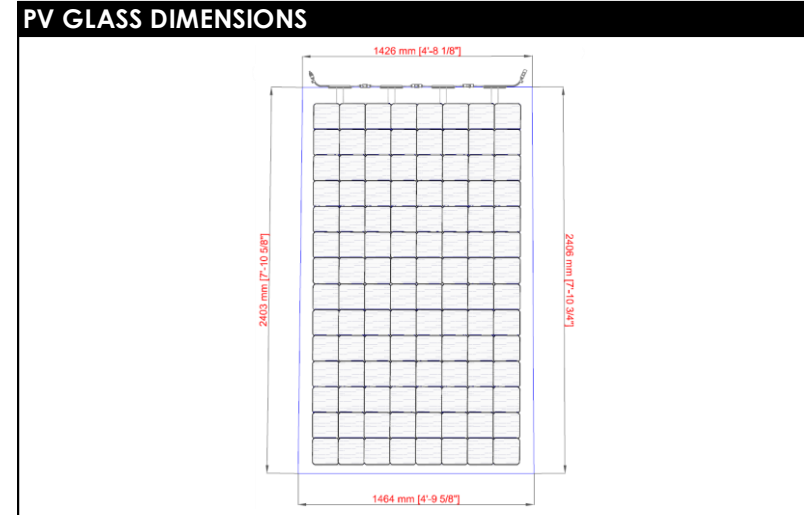 PV GLASS DIMENSIONS
1426 mm [4'-8 1/8"]
2403 mm [7'-10 5/8"]
2406 mm [7'-10 3/4"]
1464 mm [4'-9 5/8"]